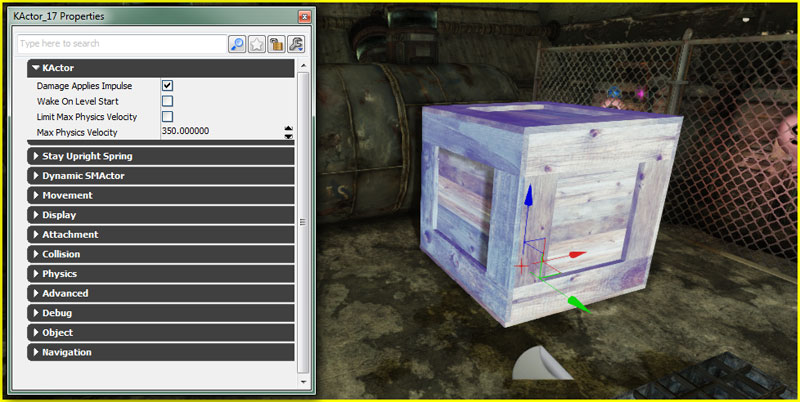 KActor_17 Properties
Type here to search
KActor
Damage Applies Impulse
Wake On Level Start
Limit Max Physics Velocity
Max Physics Velocity 350.000000
Stay Upright Spring
Dynamic SMActor
Movement
Display
Attachment
Collision
Physics
Advanced
Debug
Object
Navigation